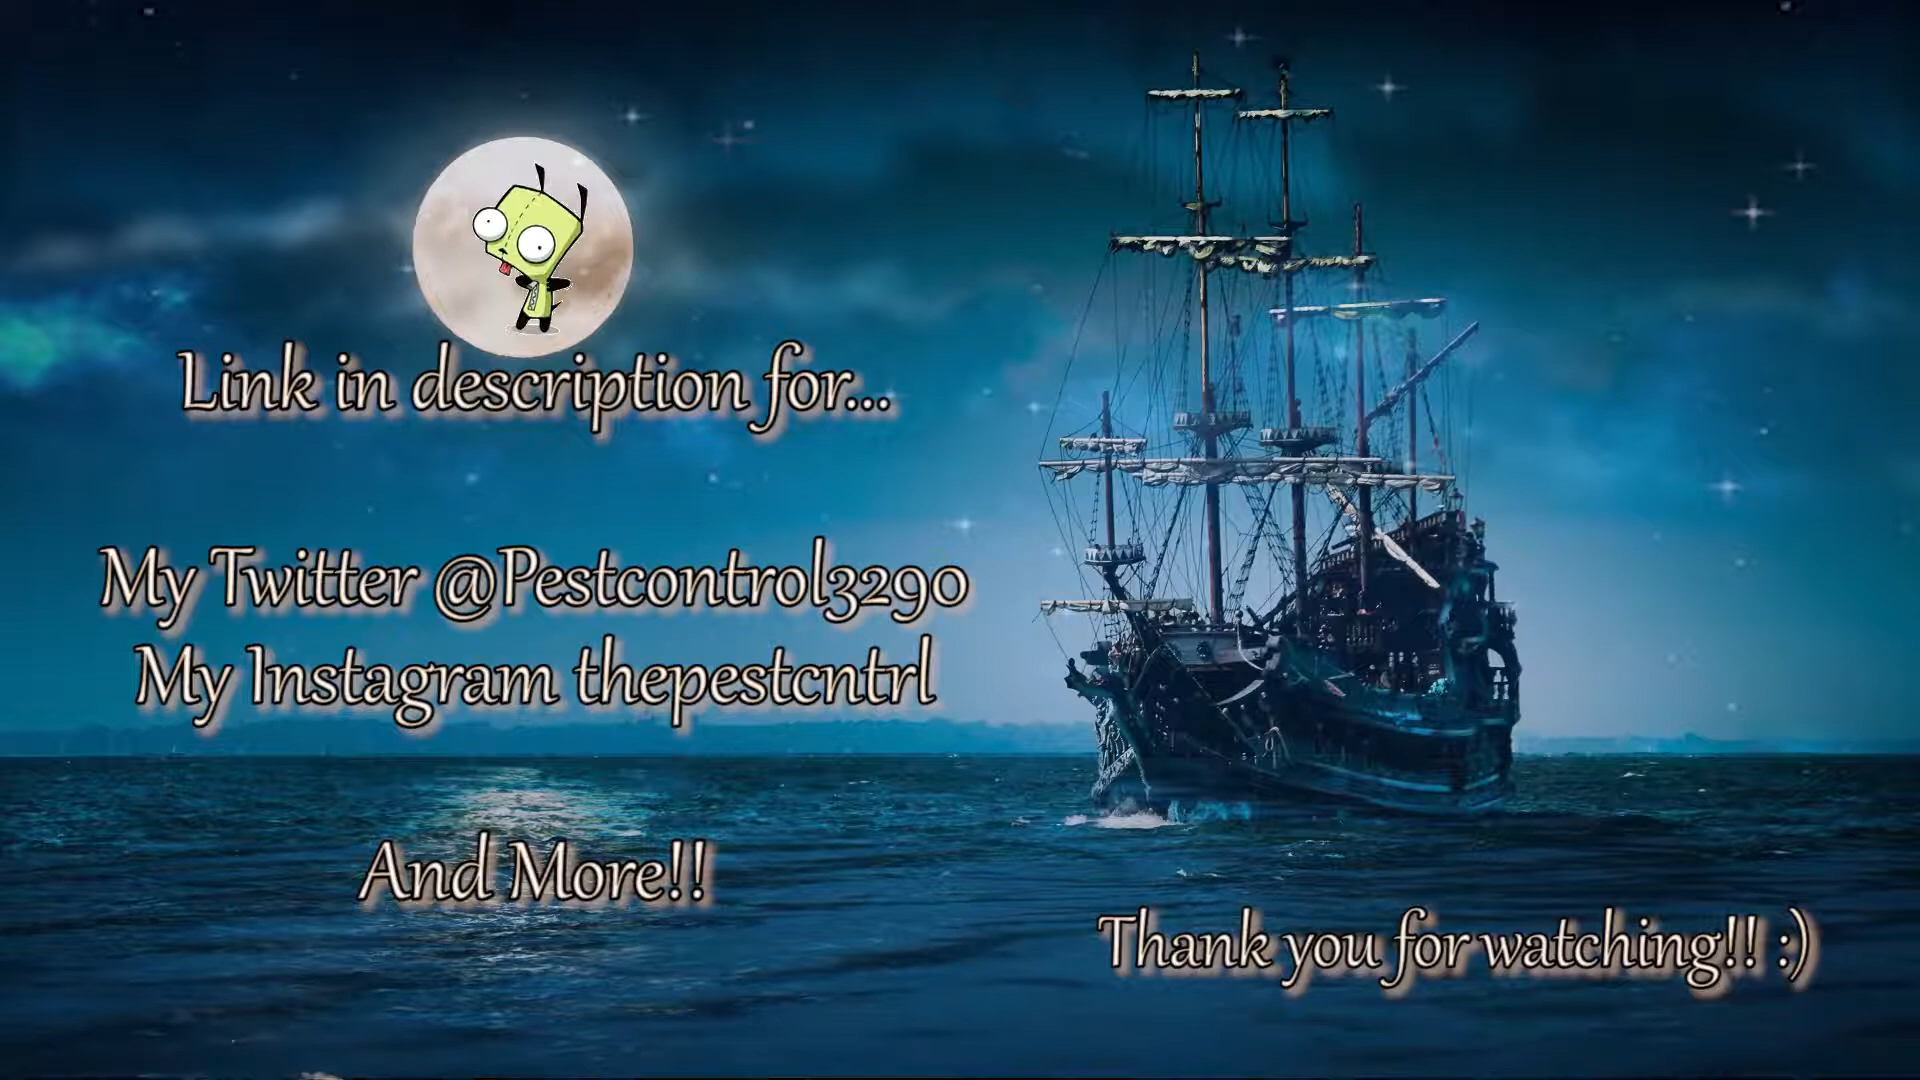 Link in description for...
My Twitter @Pestcontrol3290
My Instagram thepestcntrl
And More!!
Thank you for watching!! :)